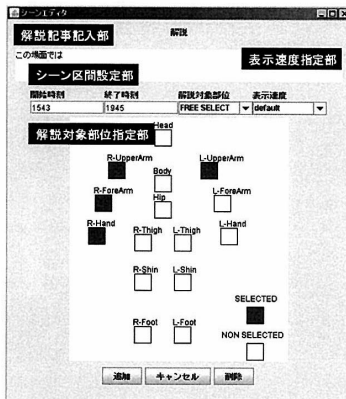 シーンエディタ
解説記事記入部
解説
この場面では
表示速度指定部
シーン区間設定部
開始時刻 終了時刻 解説対象部位 表示速度
1543 1945 FREE SELECT default
解説対象部位指定部
Head
R-UpperArm L-UpperArm
Body
R-ForeArm L-ForeArm
Hip
R-Hand L-Hand
R-Thigh L-Thigh
R-Shin L-Shin
SELECTED
R-Foot L-Foot
NON SELECTED
追加 キャンセル 削除